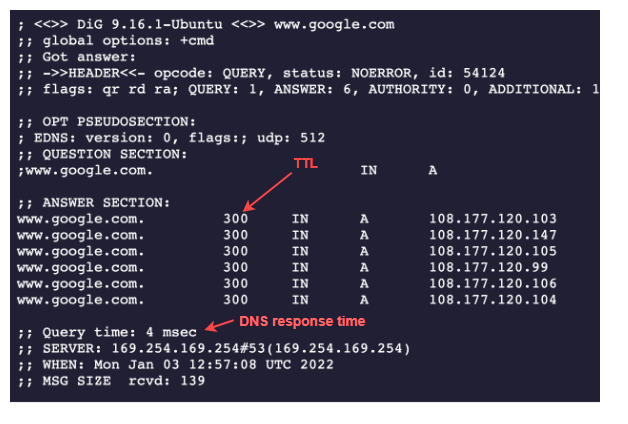 ; <<>> DiG 9.16.1-Ubuntu <<>> www.google.com
;; global options: +cmd
;; Got answer:
;; ->>HEADER<<- opcode: QUERY, status: NOERROR, id: 54124
;; flags: qr rd ra; QUERY: 1, ANSWER: 6, AUTHORITY: 0, ADDITIONAL: 1
;; OPT PSEUDOSECTION:
; EDNS: version: 0, flags:; udp: 512
;; QUESTION SECTION:
TTL
;www.google.com. IN A
;; ANSWER SECTION:
www.google.com. 300 IN A 108.177.120.103
www.google.com. 300 IN A 108.177.120.147
www.google.com. 300 IN A 108.177.120.105
www.google.com. 300 IN A 108.177.120.99
www.google.com. 300 IN A 108.177.120.106
www.google.com. 300 IN A 108.177.120.104
DNS response time
;; Query time: 4 msec
;; SERVER: 169.254.169.254#53(169.254.169.254)
;; WHEN: Mon Jan 03 12:57:08 UTC 2022
;; MSG SIZE rcvd: 139